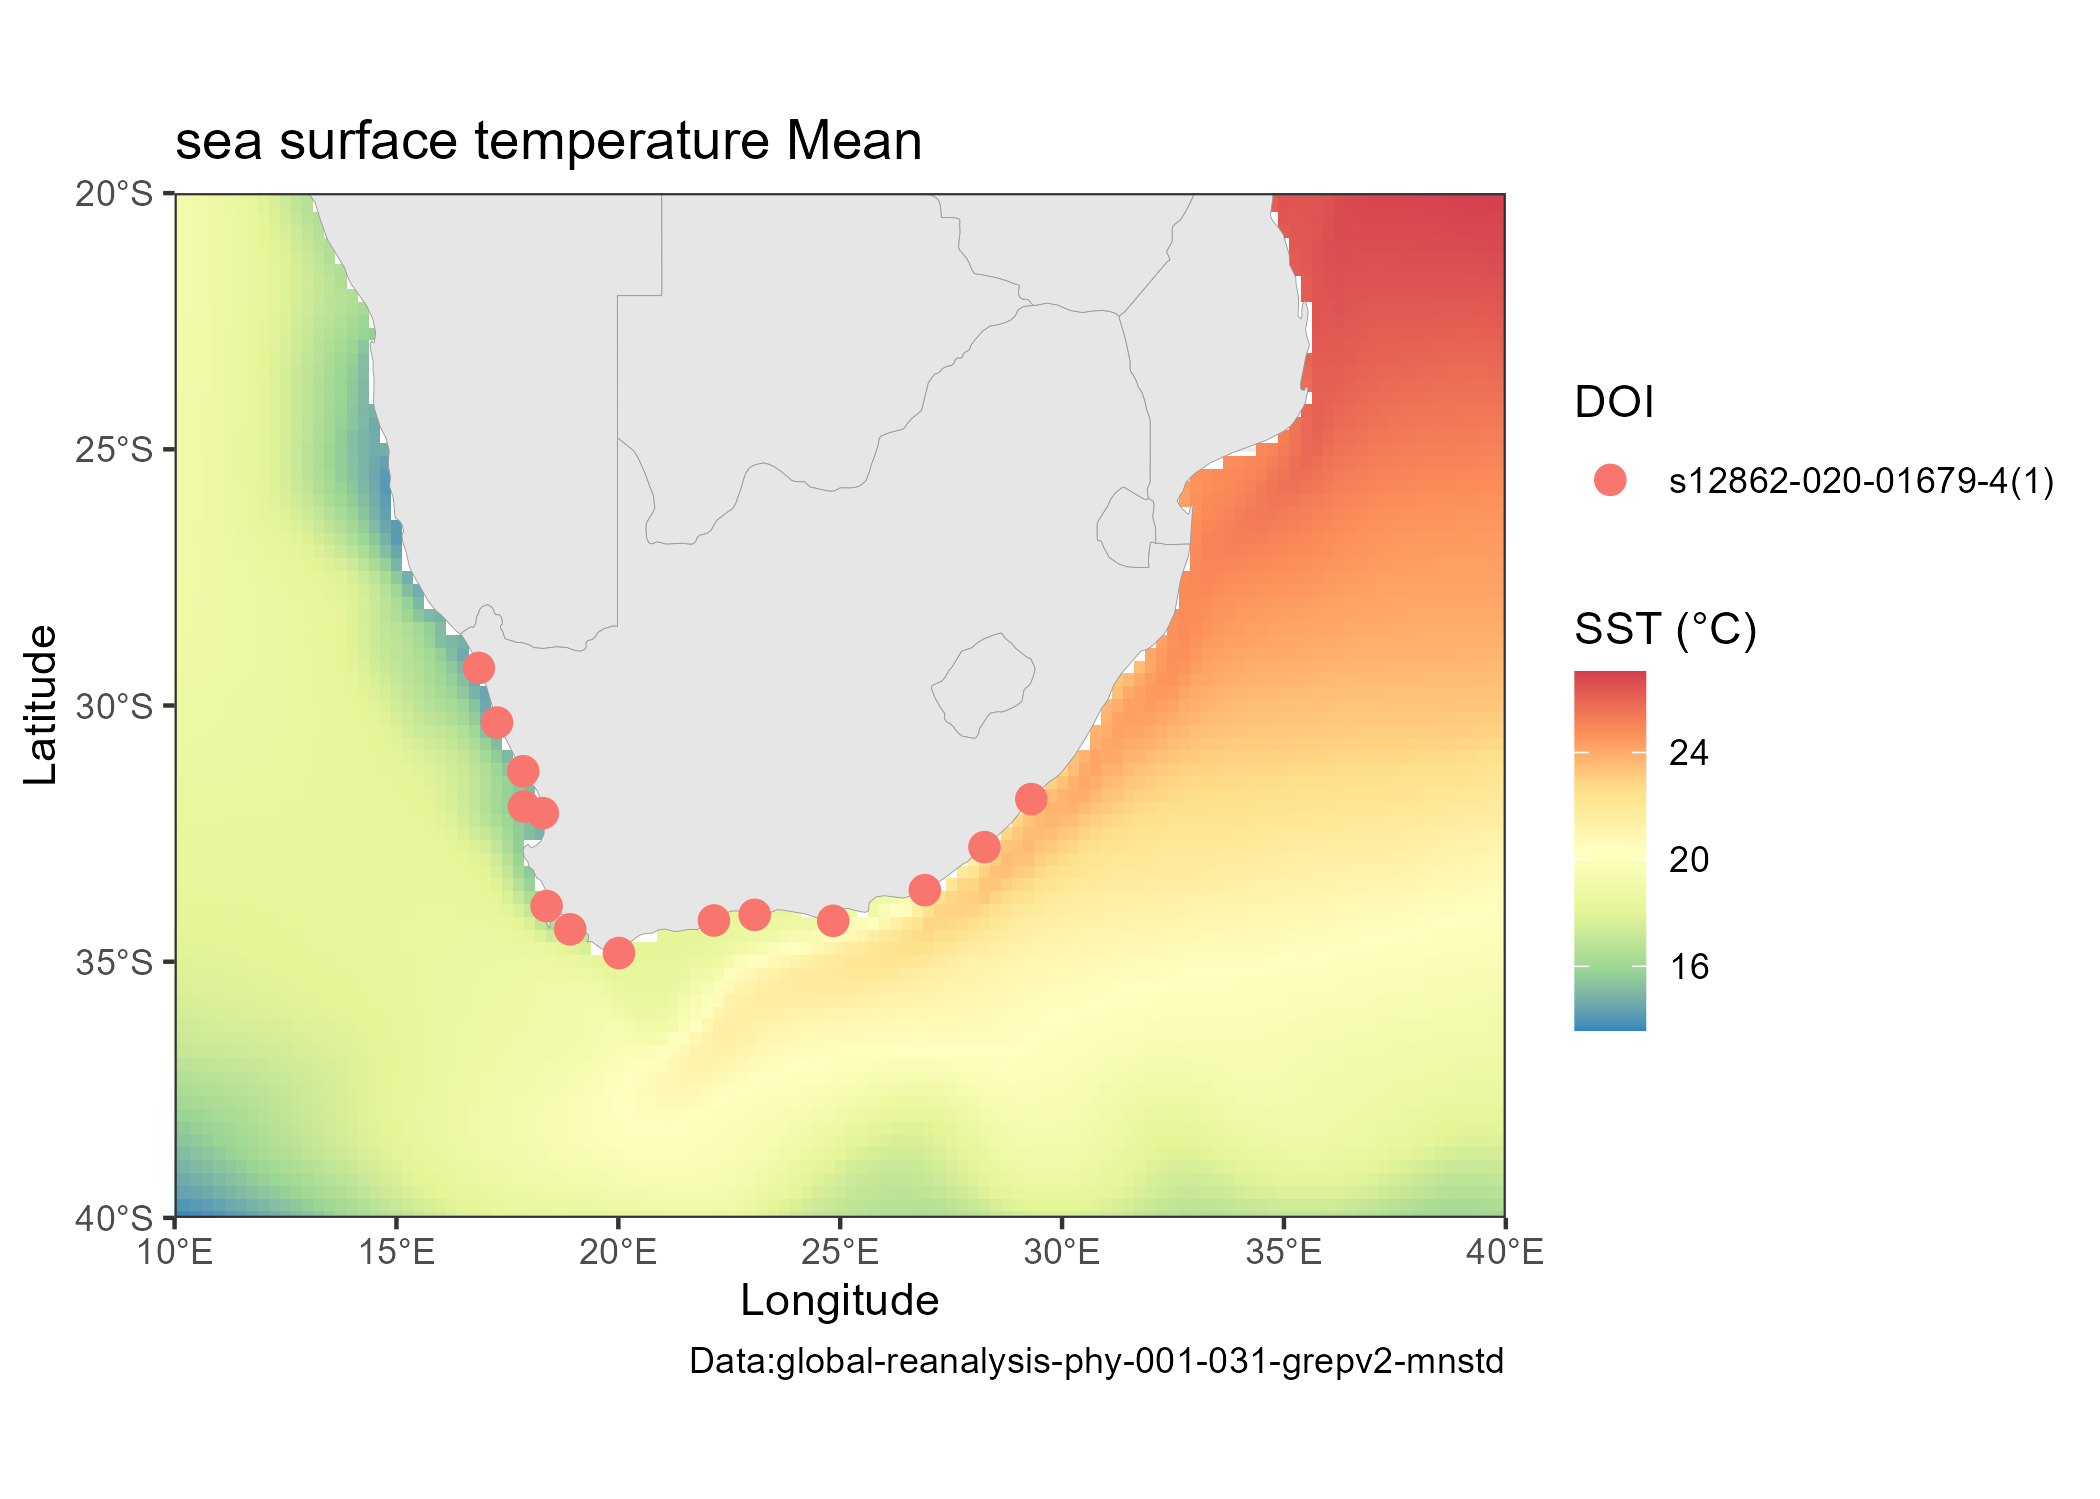 sea surface temperature Mean
20°S
25°S
30°S
35°S
40°S
Latitude
10°E 15°E 20°E 25°E 30°E 35°E 40°E
Longitude
Data:global-reanalysis-phy-001-031-grepv2-mnstd
DOI
s12862-020-01679-4(1)
SST (°C)
24
20
16